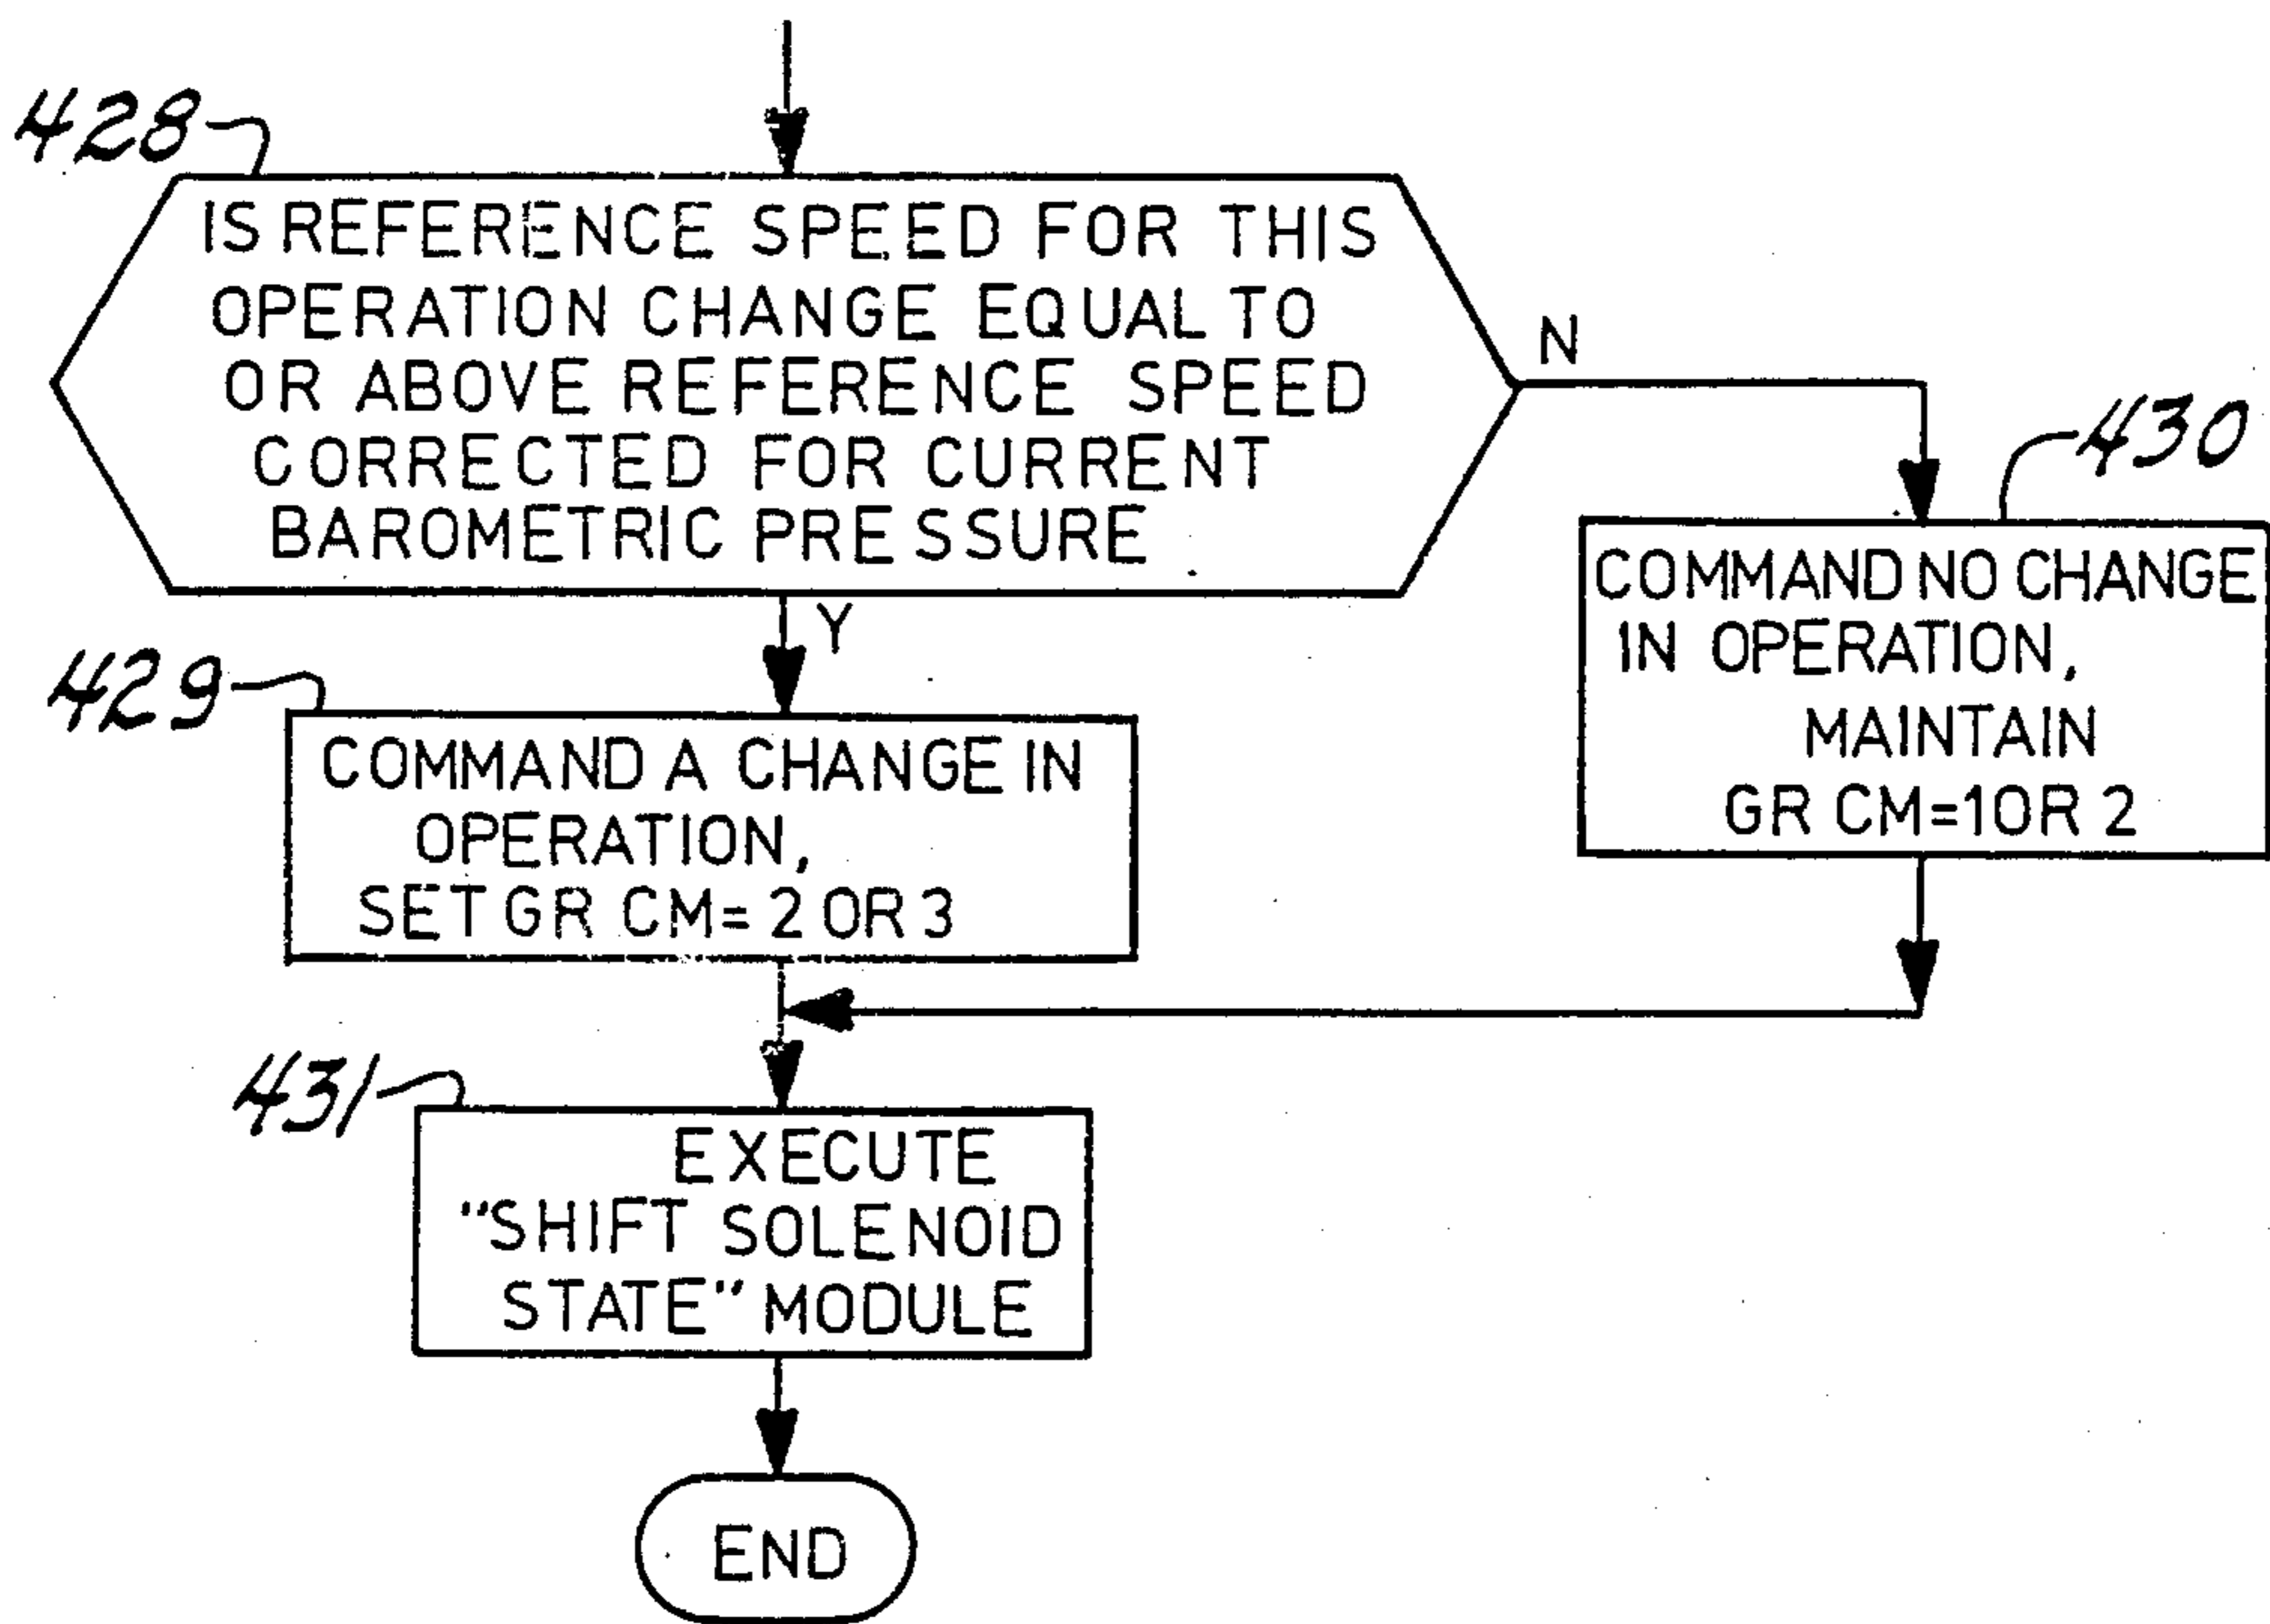 428
IS REFERENCE SPEED FOR THIS
OPERATION CHANGE EQUAL TO
OR ABOVE REFERENCE SPEED
CORRECTED FOR CURRENT
BAROMETRIC PRESSURE
N
430
COMMAND NO CHANGE
IN OPERATION,
MAINTAIN
GR CM=1 OR 2
Y
429
COMMAND A CHANGE IN
OPERATION,
SET GR CM=2 OR 3
431
EXECUTE
"SHIFT SOLENOID
STATE" MODULE
END